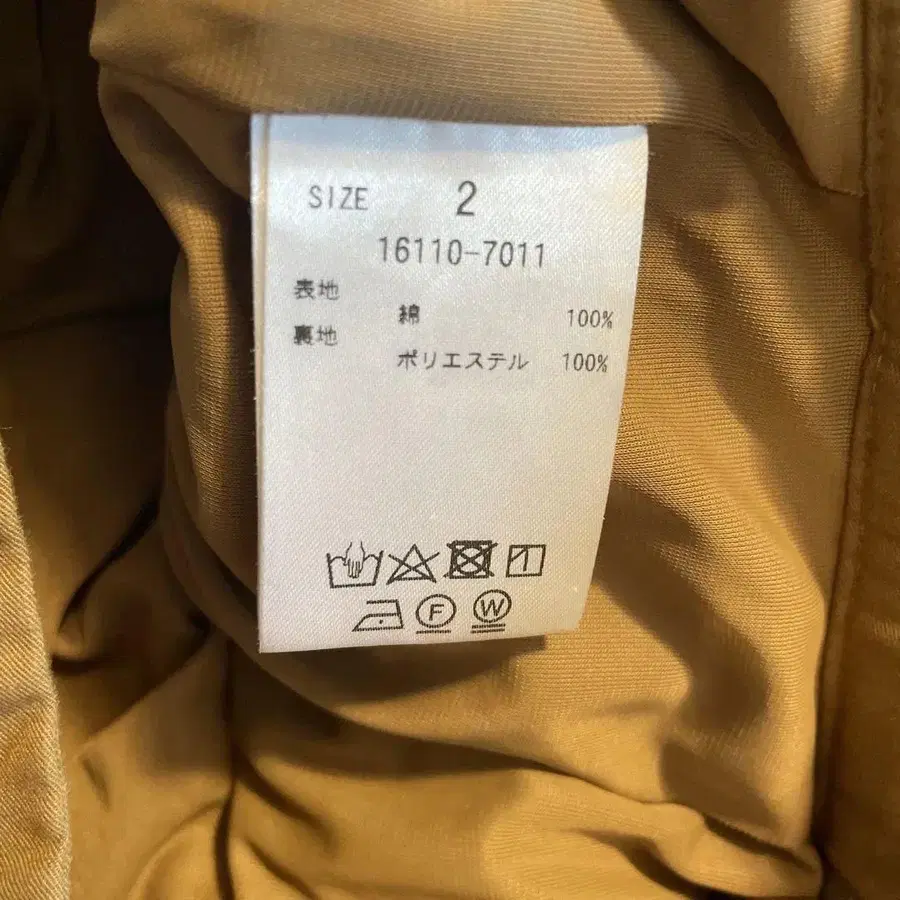 SIZE 2
16110-7011
表地
綿 100%
裏地
ポリエステル 100%
F W